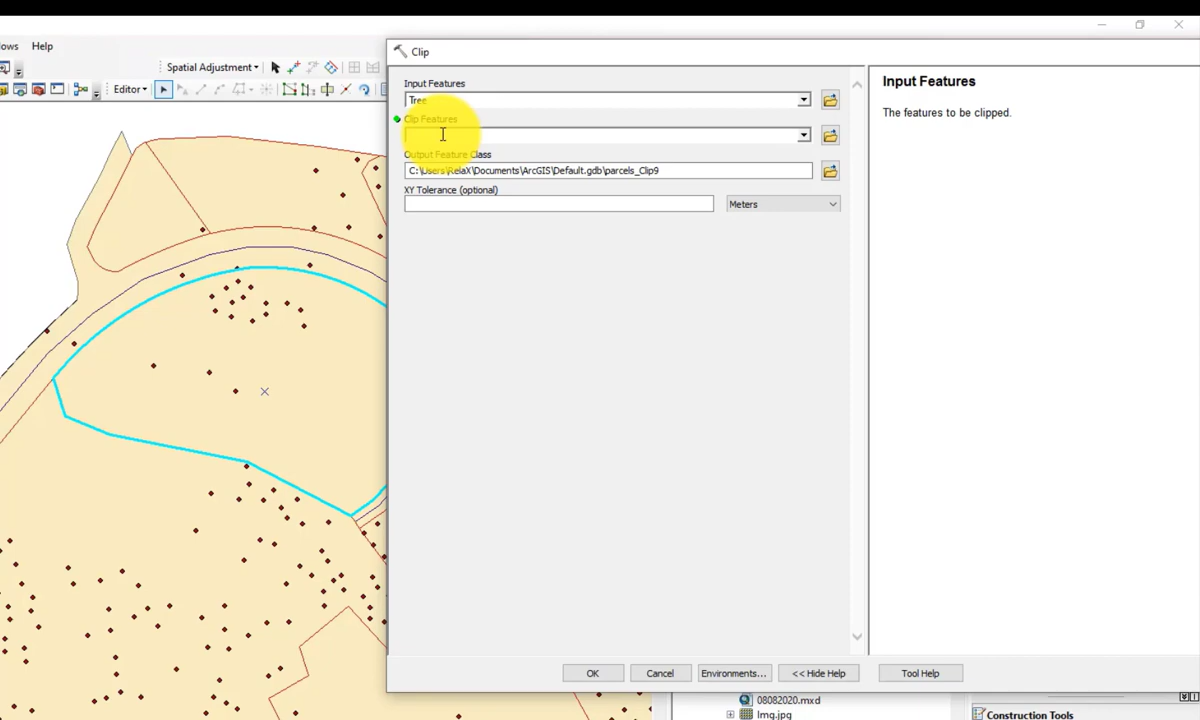 Clip
ows Help
Spatial Adjustment
Editor
Input Features
Tree
Clip Features
Output Feature Class
C:\Users\RelaX\Documents\ArcGIS\Default.gdb\parcels_Clip9
XY Tolerance (optional)
Meters
Input Features
The features to be clipped.
OK
Cancel
Environments...
<< Hide Help
Tool Help
08082020.mxd
Img.jpg
Construction Tools